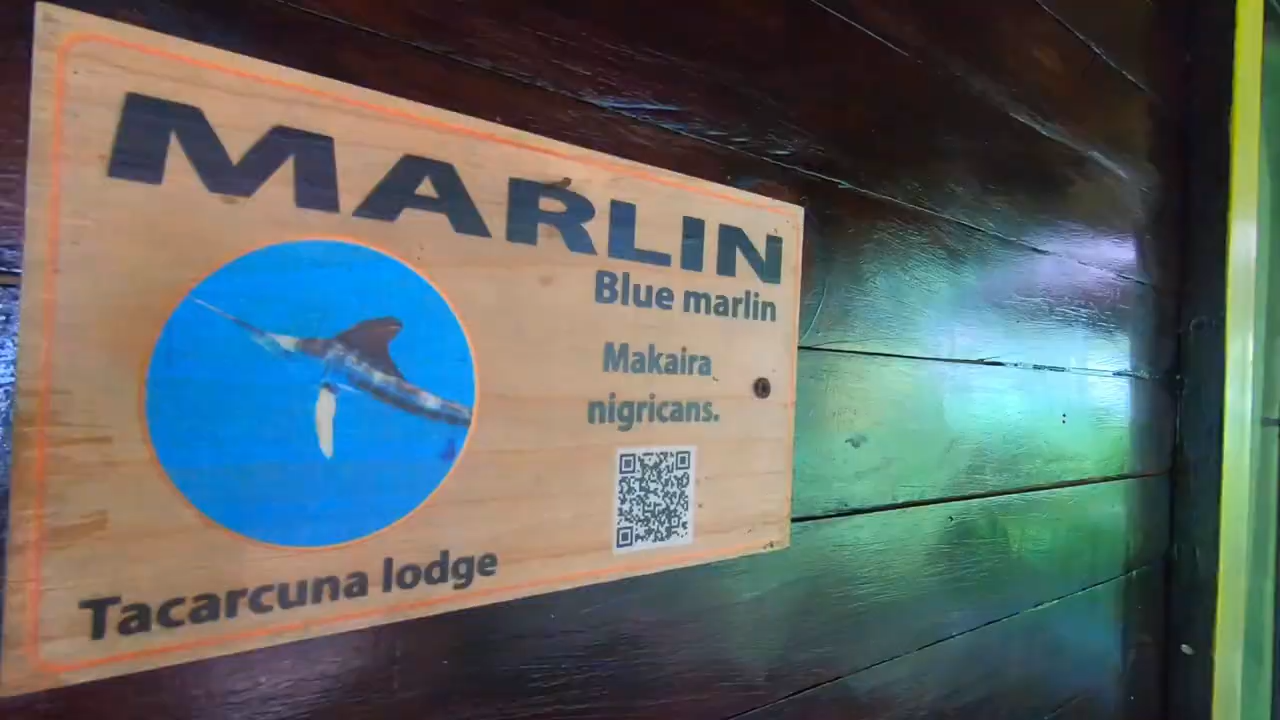 MARLIN
Blue marlin
Makaira
nigricans.
Tacarcuna lodge